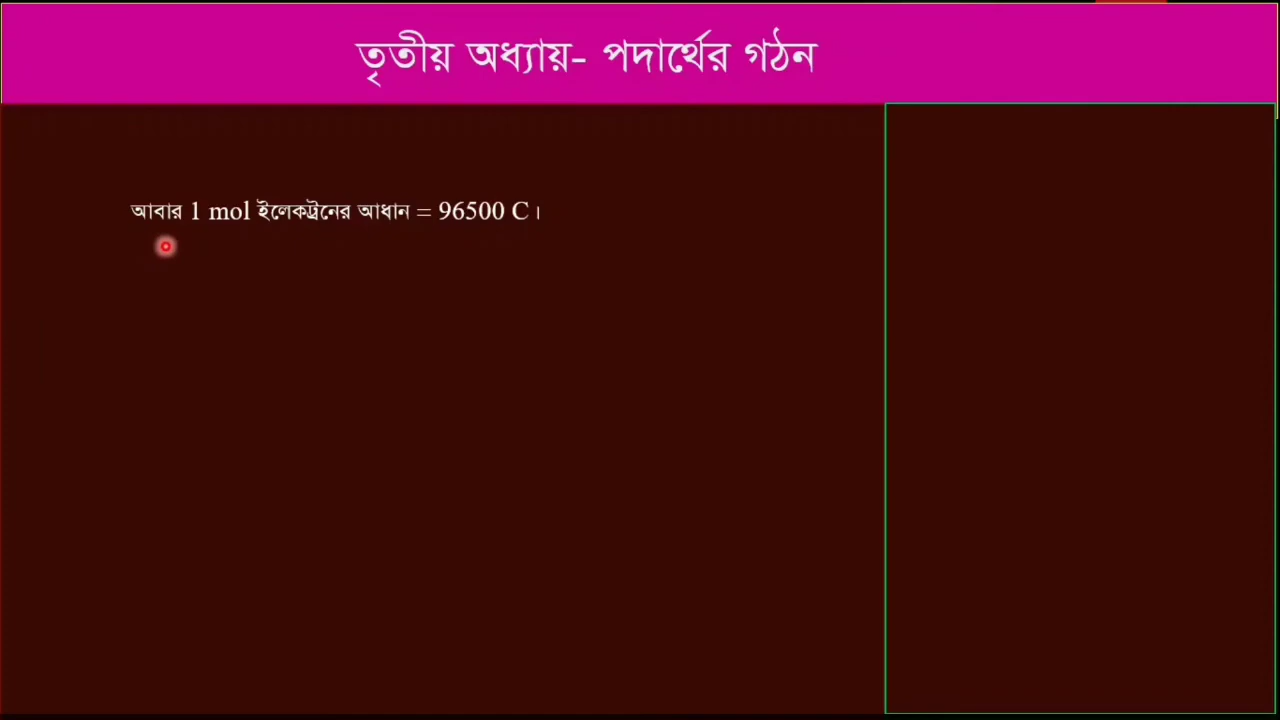 তৃতীয় অধ্যায়- পদার্থের গঠন
আবার 1 mol ইলেকট্রনের আধান = 96500 C।